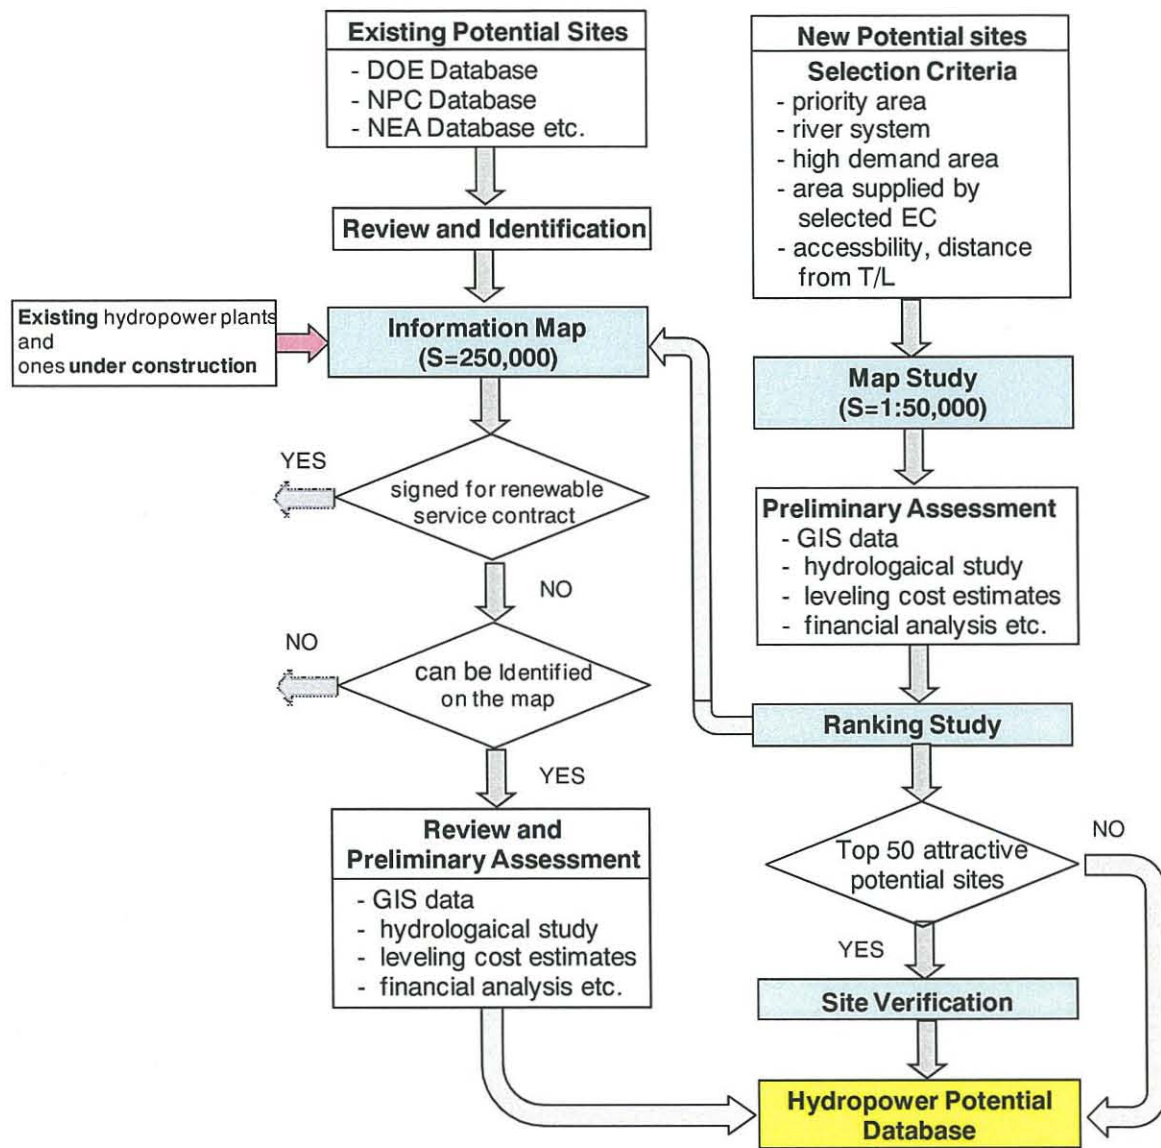 Existing Potential Sites
- DOE Database
- NPC Database
- NEA Database etc.
Review and Identification
Existing hydropower plants
and
ones under construction
Information Map
(S=250,000)
YES
signed for renewable
service contract
NO
NO
can be Identified
on the map
YES
Review and
Preliminary Assessment
- GIS data
- hydrologaical study
- leveling cost estimates
- financial analysis etc.
New Potential sites
Selection Criteria
- priority area
- river system
- high demand area
- area supplied by
selected EC
- accessbility, distance
from T/L
Map Study
(S=1:50,000)
Preliminary Assessment
- GIS data
- hydrologaical study
- leveling cost estimates
- financial analysis etc.
Ranking Study
Top 50 attractive
potential sites
NO
YES
Site Verification
Hydropower Potential
Database